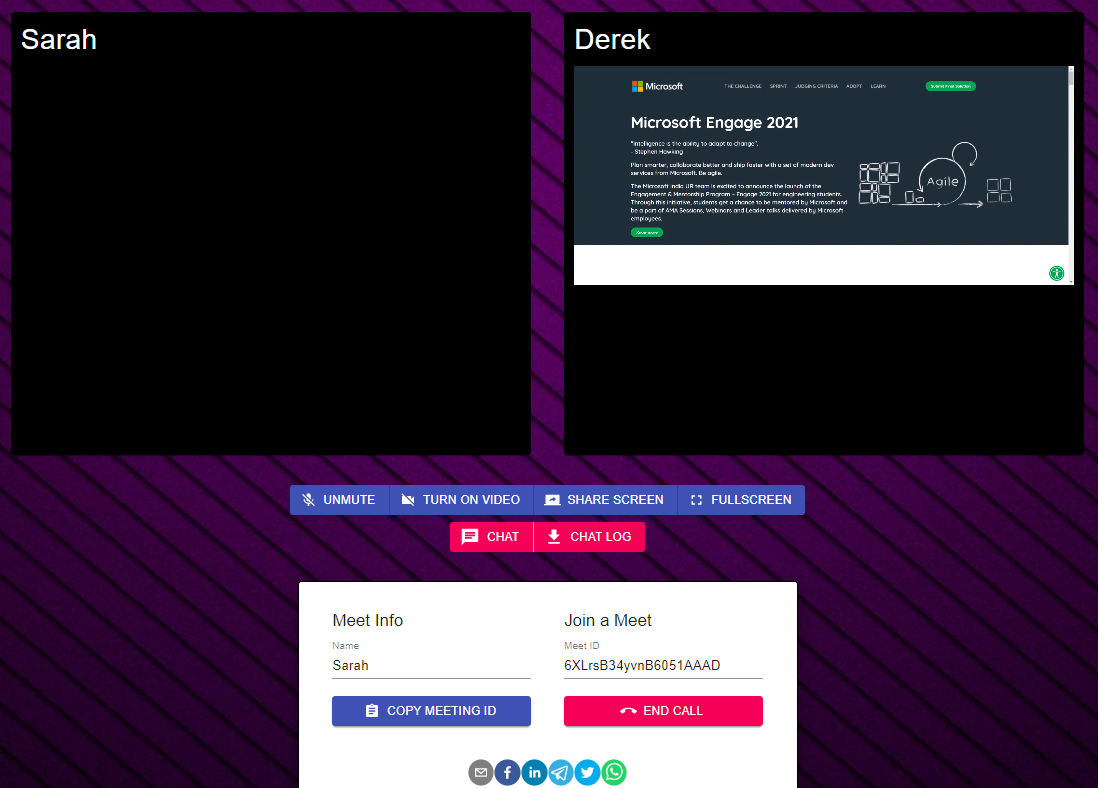 Sarah
Derek
Microsoft
THE CHALLENGE SPRINT JUDGING CRITERIA ADOPT LEARN
Submit Final Solution
Microsoft Engage 2021
"Intelligence is the ability to adapt to change".
- Stephen Hawking
Plan smarter, collaborate better and ship faster with a set of modern dev
services from Microsoft. Be agile.
The Microsoft India UR team is excited to announce the launch of the
Engagement & Mentorship Program – Engage 2021 for engineering students.
Through this initiative, students get a chance to be mentored by Microsoft and
be a part of AMA Sessions, Webinars and Leader talks delivered by Microsoft
employees.
Know more
Agile
UNMUTE
TURN ON VIDEO
SHARE SCREEN
FULLSCREEN
CHAT
CHAT LOG
Meet Info
Name
Sarah
COPY MEETING ID
Join a Meet
Meet ID
6XLrsB34yvnB6051AAAD
END CALL